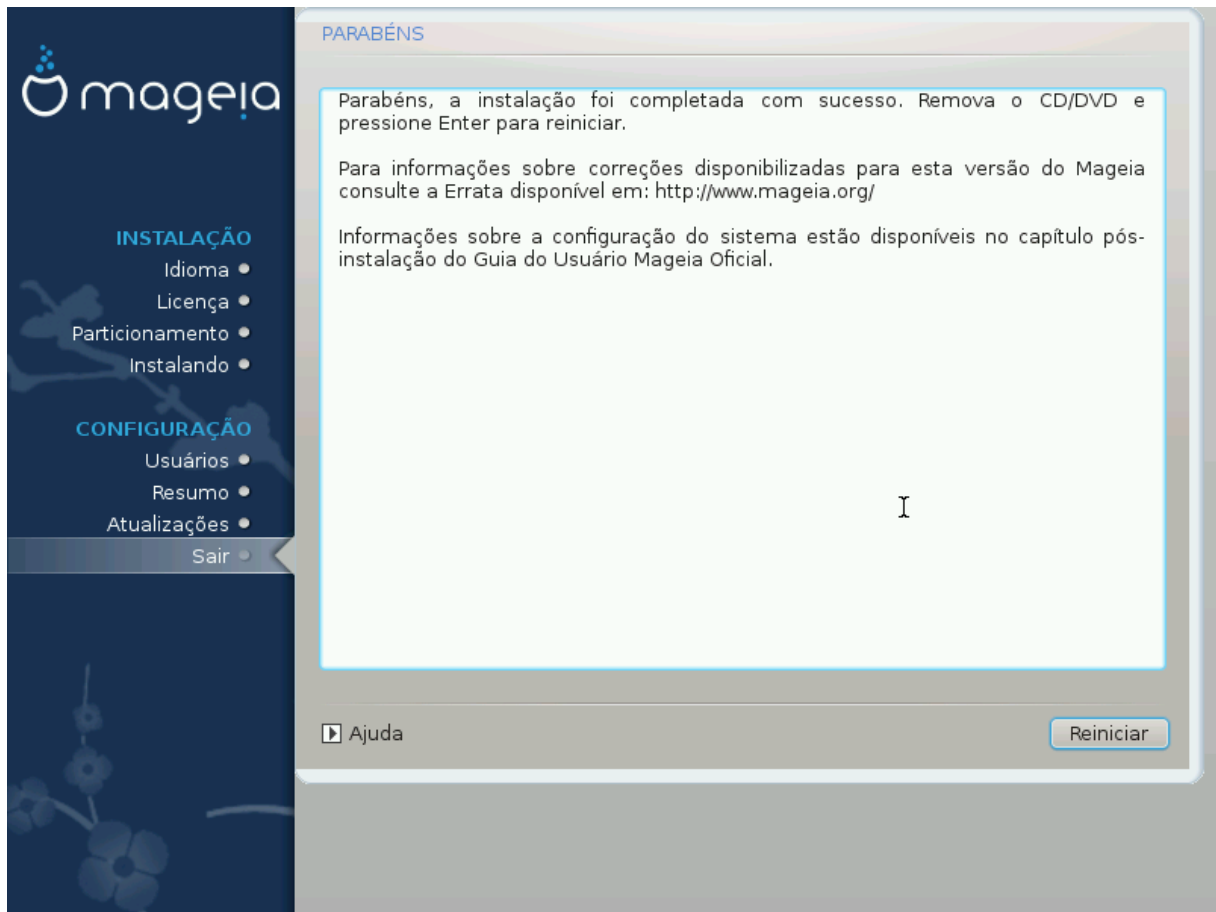 mageia
INSTALAÇÃO
Idioma
Licença
Particionamento
Instalando
CONFIGURAÇÃO
Usuários
Resumo
Atualizações
Sair
PARABÉNS
Parabéns, a instalação foi completada com sucesso. Remova o CD/DVD e
pressione Enter para reiniciar.
Para informações sobre correções disponibilizadas para esta versão do Mageia
consulte a Errata disponível em: http://www.mageia.org/
Informações sobre a configuração do sistema estão disponíveis no capítulo pós-
instalação do Guia do Usuário Mageia Oficial.
Ajuda
Reiniciar